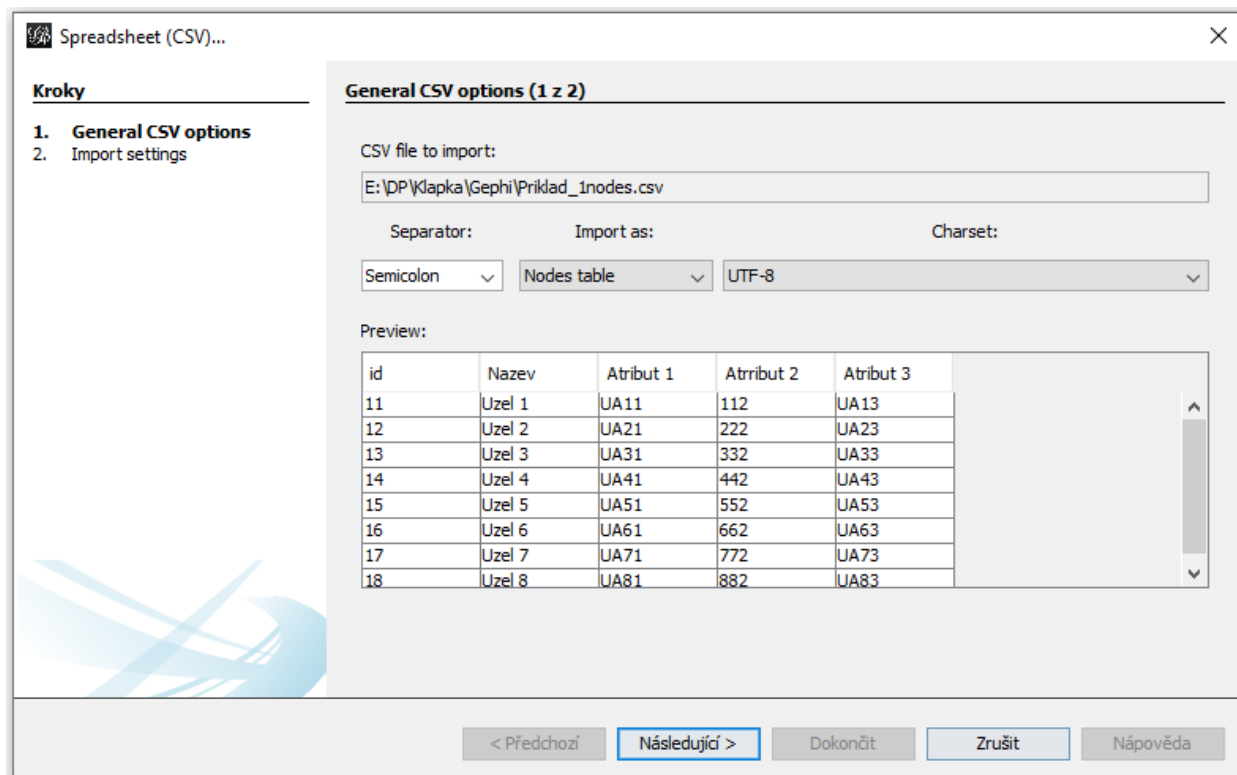 Spreadsheet (CSV)...
Kroky
1. General CSV options
2. Import settings
General CSV options (1 z 2)
CSV file to import:
E:\DP\Klapka\Gephi\Priklad_1nodes.csv
Separator: Import as: Charset:
Semicolon Nodes table UTF-8
Preview:
id Nazev Atribut 1 Atrribut 2 Atribut 3
11 Uzel 1 UA11 112 UA13
12 Uzel 2 UA21 222 UA23
13 Uzel 3 UA31 332 UA33
14 Uzel 4 UA41 442 UA43
15 Uzel 5 UA51 552 UA53
16 Uzel 6 UA61 662 UA63
17 Uzel 7 UA71 772 UA73
18 Uzel 8 UA81 882 UA83
< Předchozí Následující > Dokončit Zrušit Nápověda